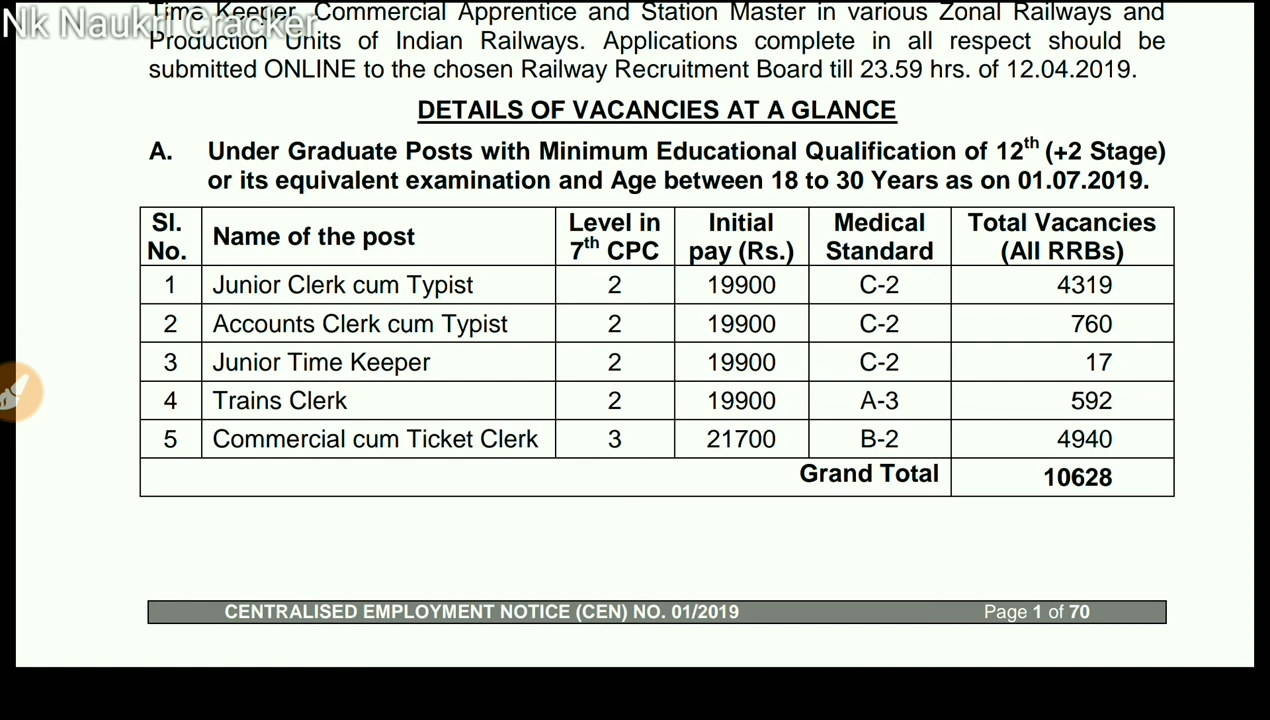 Nk Naukri Cracker
Time Keeper, Commercial Apprentice and Station Master in various Zonal Railways and
Production Units of Indian Railways. Applications complete in all respect should be
submitted ONLINE to the chosen Railway Recruitment Board till 23.59 hrs. of 12.04.2019.
DETAILS OF VACANCIES AT A GLANCE
A. Under Graduate Posts with Minimum Educational Qualification of 12th (+2 Stage)
or its equivalent examination and Age between 18 to 30 Years as on 01.07.2019.
Sl. No. Name of the post Level in 7th CPC Initial pay (Rs.) Medical Standard Total Vacancies (All RRBs)
1 Junior Clerk cum Typist 2 19900 C-2 4319
2 Accounts Clerk cum Typist 2 19900 C-2 760
3 Junior Time Keeper 2 19900 C-2 17
4 Trains Clerk 2 19900 A-3 592
5 Commercial cum Ticket Clerk 3 21700 B-2 4940
Grand Total 10628
CENTRALISED EMPLOYMENT NOTICE (CEN) NO. 01/2019 Page 1 of 70